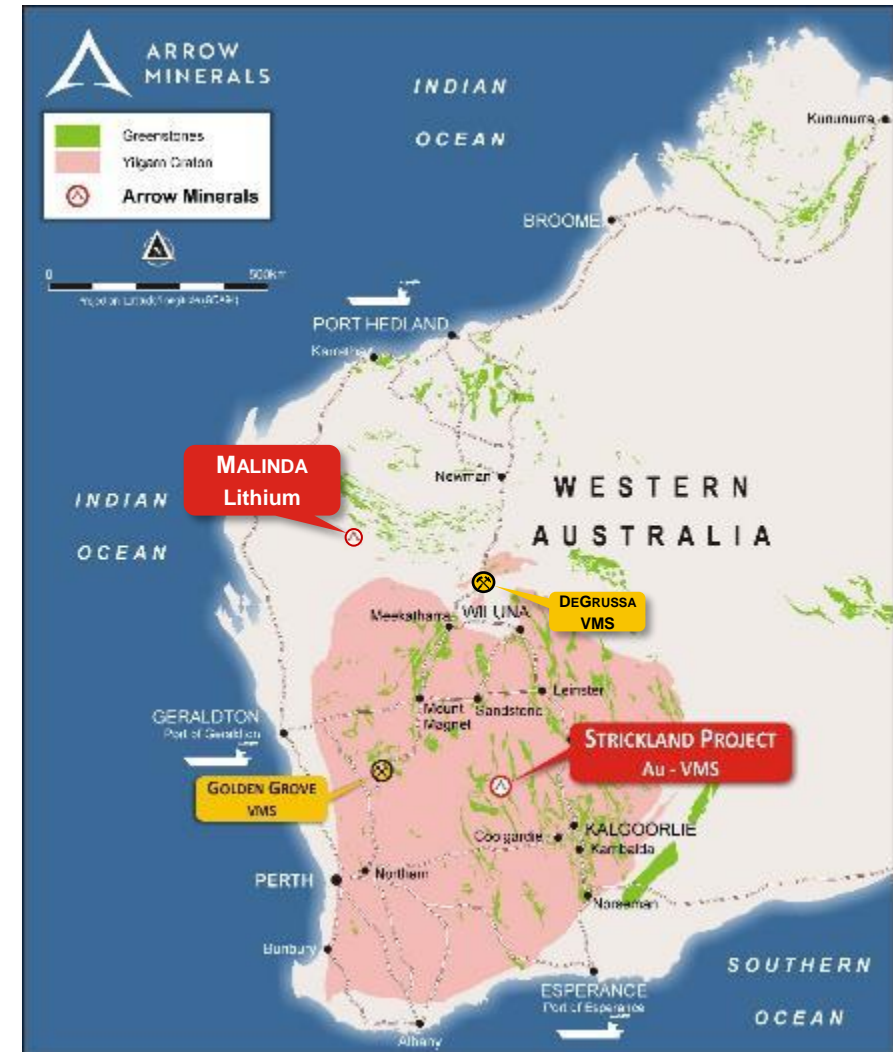 ARROW
MINERALS
Greenstones
Yilgarn Craton
Arrow Minerals
0 500km
INDIAN
OCEAN
Kununurra
BROOME
PORT HEDLAND
Karratha
MALINDA
Lithium
Newman
WESTERN
AUSTRALIA
INDIAN
OCEAN
DEGRUSSA
VMS
Meekatharra
WILUNA
Leinster
Mount
Magnet
Sandstone
GERALDTON
Port of Geraldton
STRICKLAND PROJECT
Au - VMS
GOLDEN GROVE
VMS
Coolgardie
KALGOORLIE
Kambalda
PERTH
Northam
Norseman
Bunbury
SOUTHERN
OCEAN
ESPERANCE
Port of Esperance
Albany